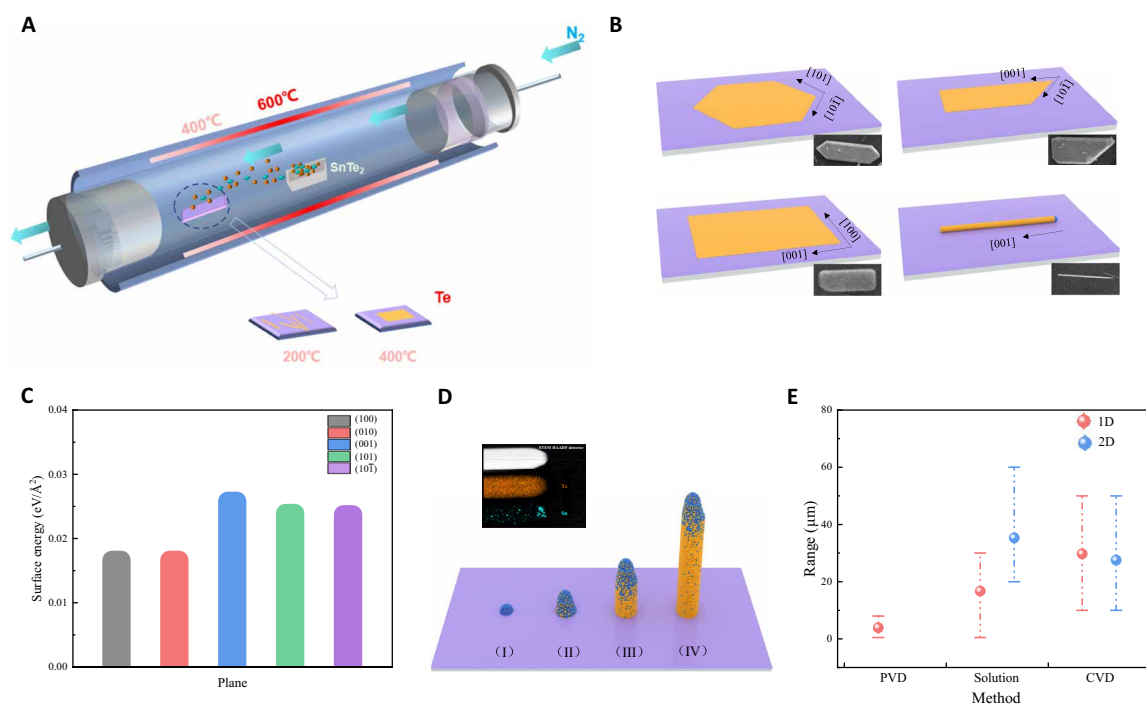 A
N₂
600℃
400℃
SnTe₂
Te
200℃
400℃
B
[101]
[101̅]
[001]
[101̅]
[100]
[001]
[001]
C
Surface energy (eV/Å²)
0.04
0.03
0.02
0.01
0.00
(100)
(010)
(001)
(101)
(101̅)
Plane
D
STEM HAADF detector
Te
Sn
(I)
(II)
(III)
(IV)
E
Range (μm)
80
60
40
20
0
1D
2D
PVD
Solution
CVD
Method